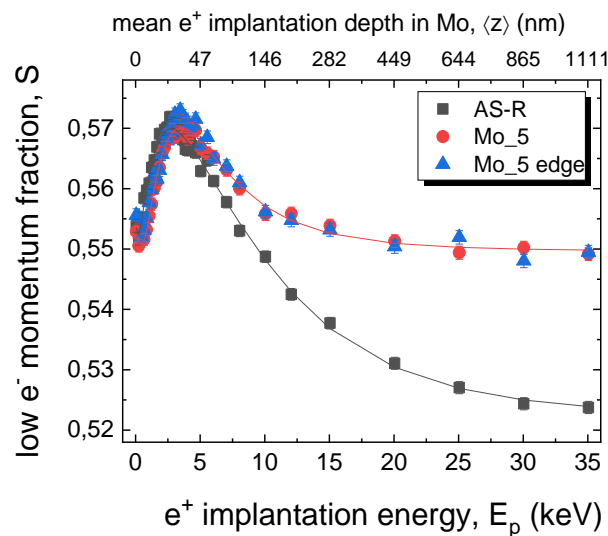 mean e⁺ implantation depth in Mo, ⟨z⟩ (nm)
0 47 146 282 449 644 865 1111
AS-R
Mo_5
Mo_5 edge
low e⁻ momentum fraction, S
0,57
0,56
0,55
0,54
0,53
0,52
0 5 10 15 20 25 30 35
e⁺ implantation energy, Eₚ (keV)